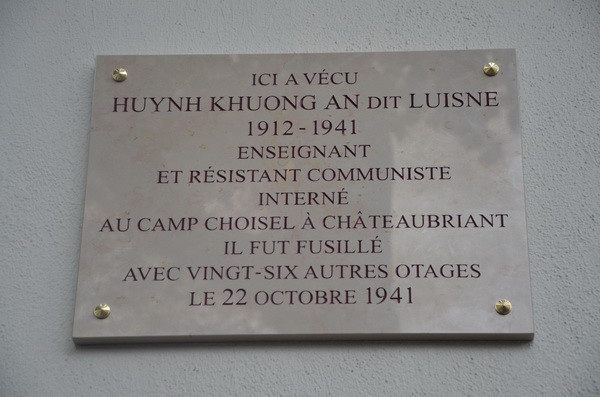 ICI A VÉCU
HUYNH KHUONG AN DIT LUISNE
1912 - 1941
ENSEIGNANT
ET RÉSISTANT COMMUNISTE
INTERNÉ
AU CAMP CHOISEL À CHÂTEAUBRIANT
IL FUT FUSILLÉ
AVEC VINGT-SIX AUTRES OTAGES
LE 22 OCTOBRE 1941